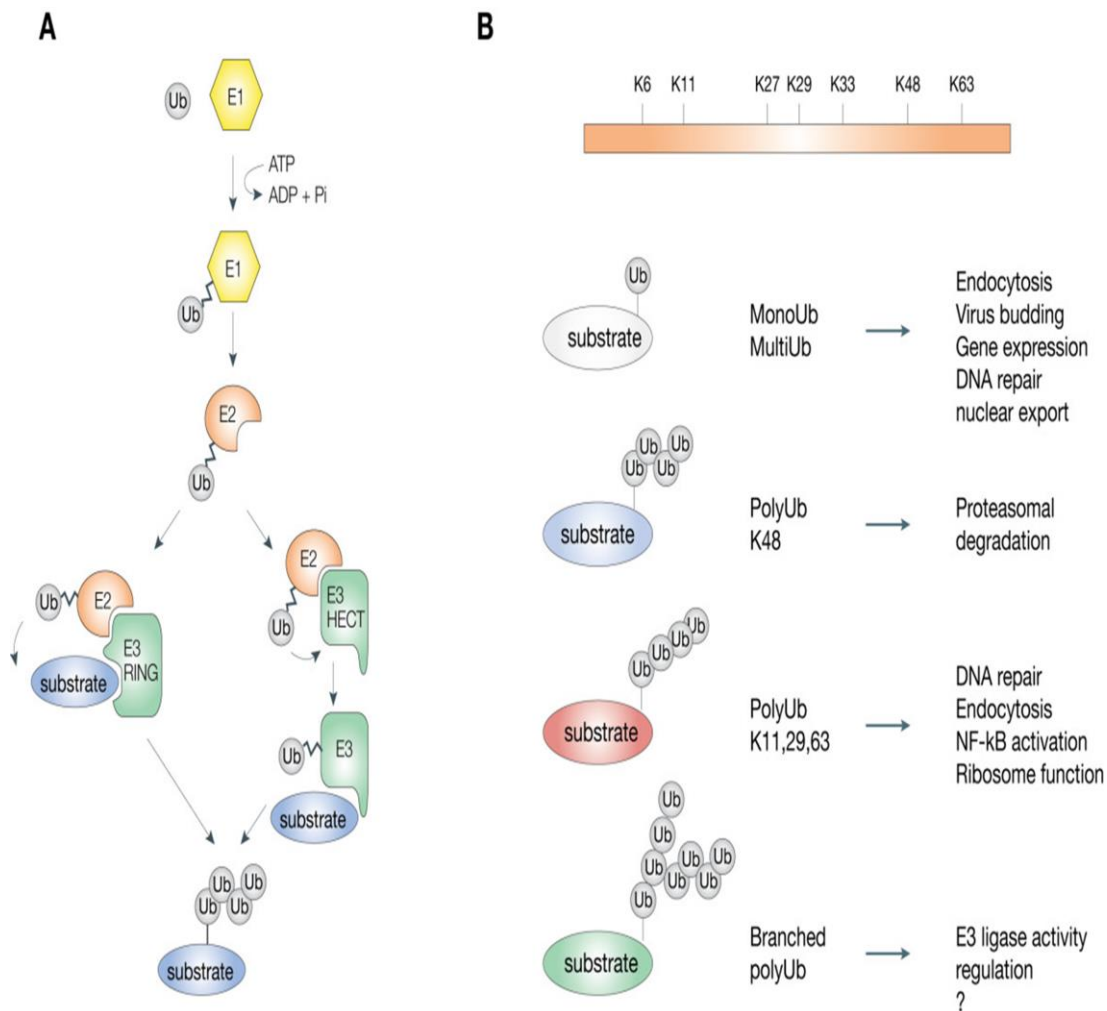 A
Ub
E1
ATP
ADP + Pi
E1
Ub
E2
Ub
Ub
E2
E3
RING
substrate
E2
E3
HECT
Ub
Ub
E3
substrate
Ub
Ub
Ub
Ub
substrate
B
K6 K11 K27 K29 K33 K48 K63
Ub
substrate
MonoUb
MultiUb
Endocytosis
Virus budding
Gene expression
DNA repair
nuclear export
Ub
Ub
Ub
Ub
substrate
PolyUb
K48
Proteasomal
degradation
Ub
Ub
Ub
Ub
substrate
PolyUb
K11,29,63
DNA repair
Endocytosis
NF-kB activation
Ribosome function
Ub
Ub
Ub
Ub
Ub
Ub
Ub
Ub
substrate
Branched
polyUb
E3 ligase activity
regulation
?